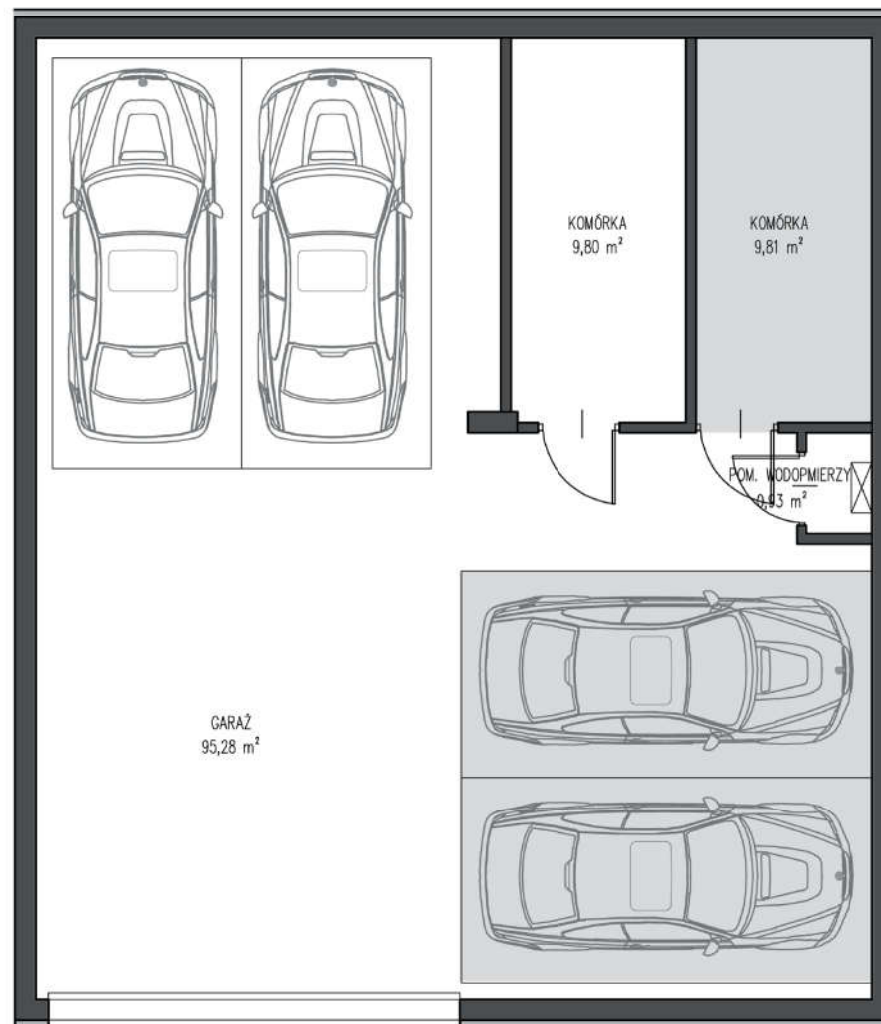 KOMÓRKA
9,80 m²
KOMÓRKA
9,81 m²
POM. WODOPMIERZY
0,93 m²
GARAŻ
95,28 m²